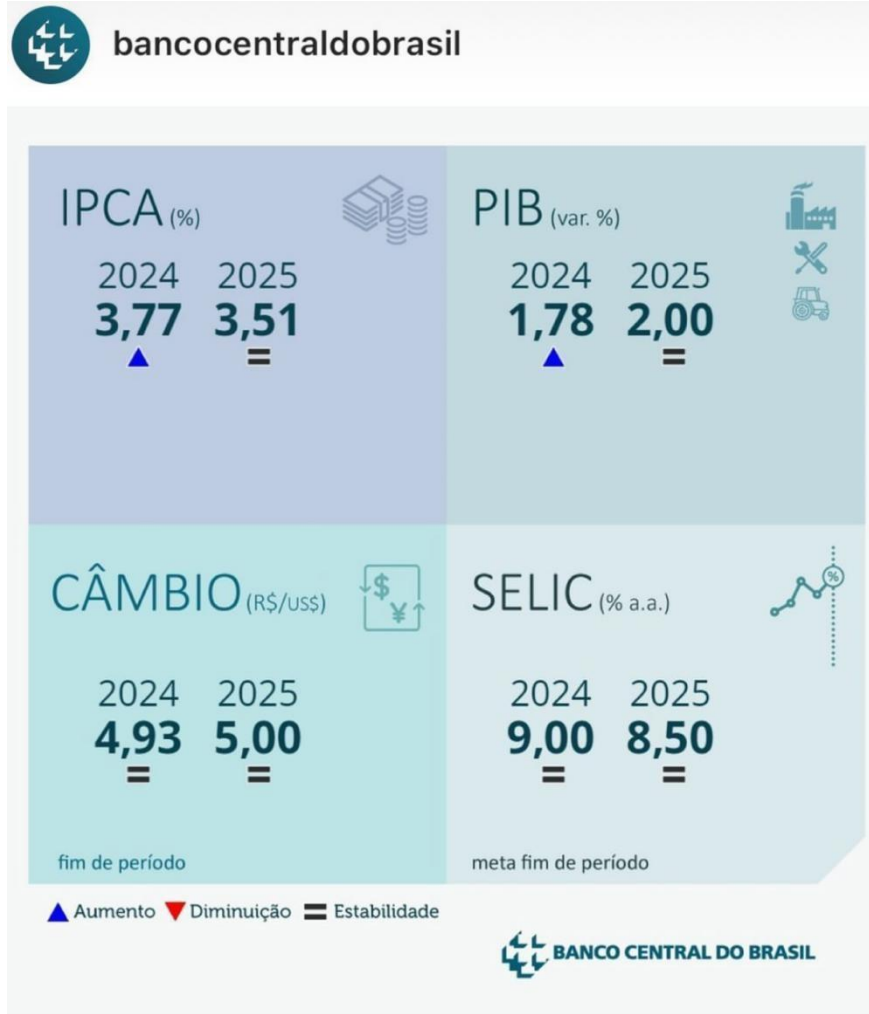 bancocentraldobrasil
IPCA (%)
2024 2025
3,77 3,51
=
PIB (var. %)
2024 2025
1,78 2,00
=
CÂMBIO (R$/US$)
$
¥
2024 2025
4,93 5,00
= =
fim de período
SELIC (% a.a.)
%
2024 2025
9,00 8,50
= =
meta fim de período
▲ Aumento ▼ Diminuição = Estabilidade
BANCO CENTRAL DO BRASIL